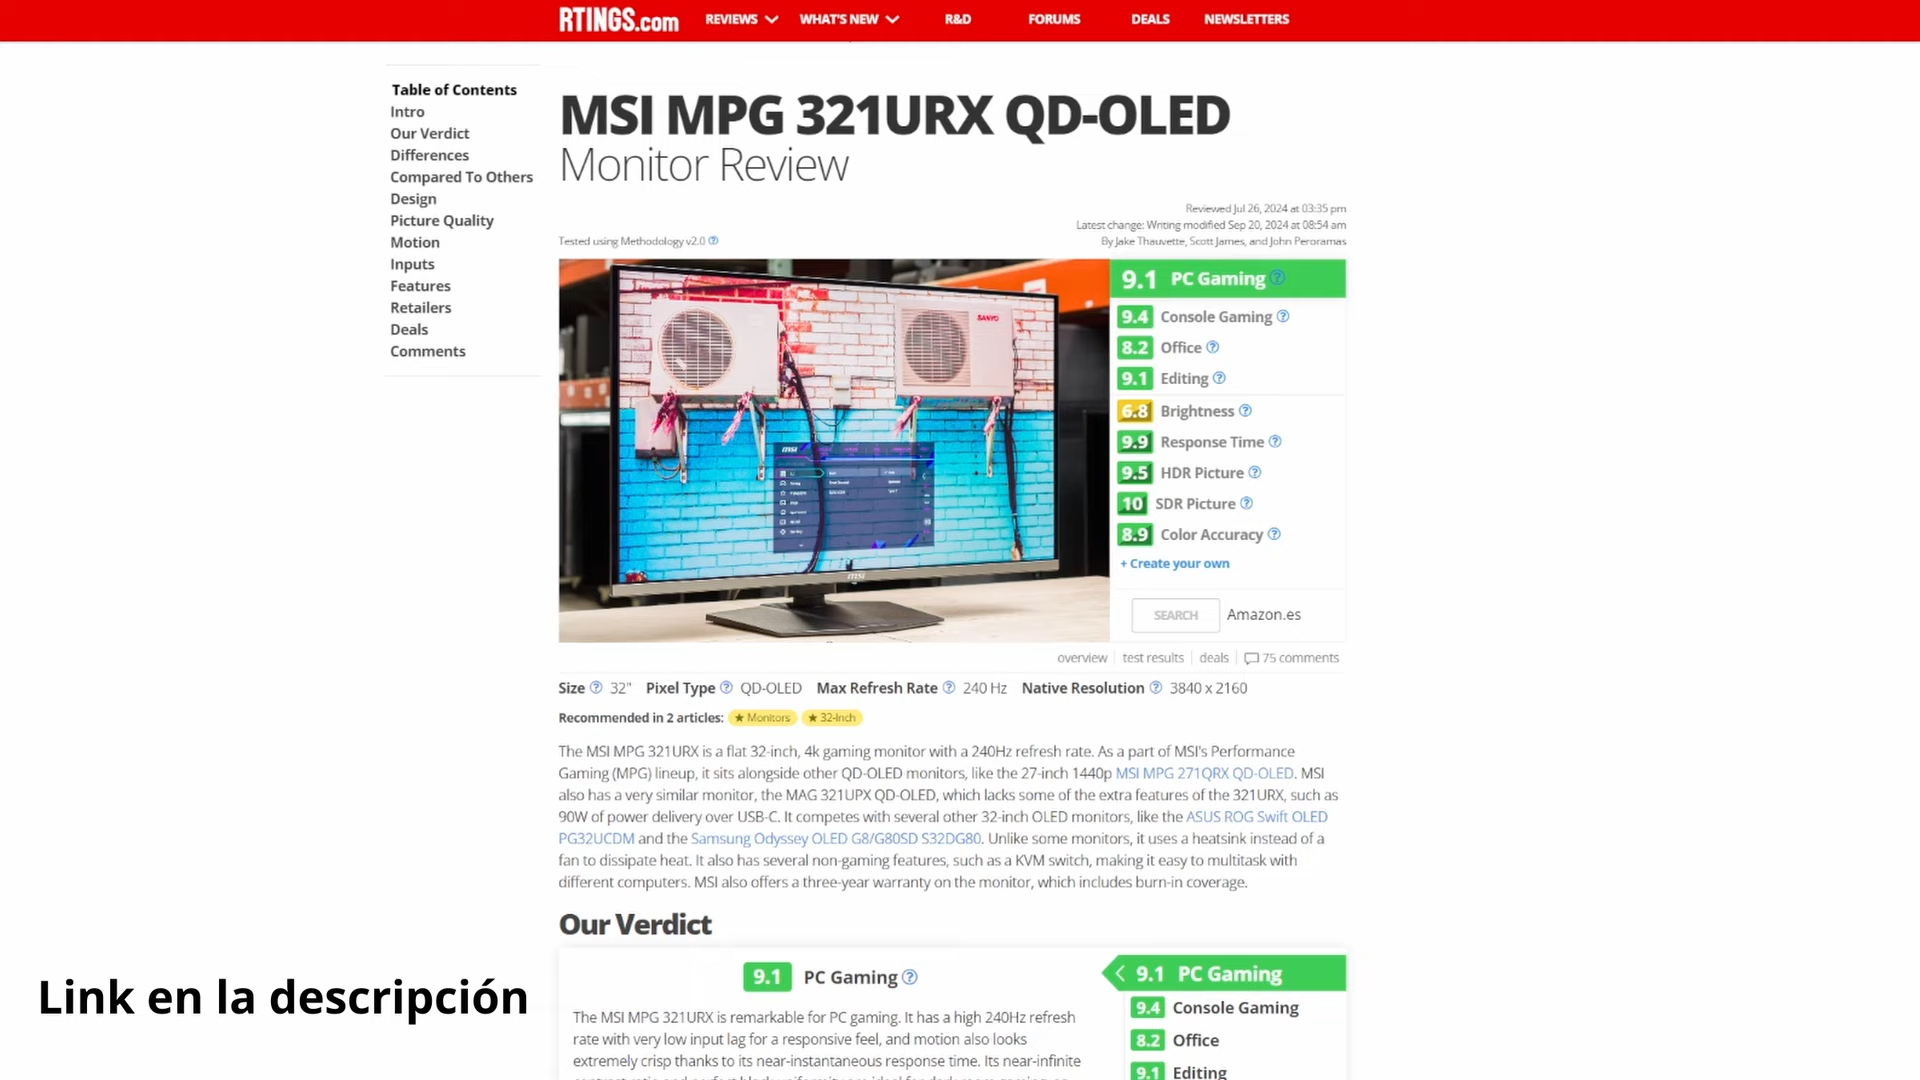 RTINGS.com
REVIEWS
WHAT'S NEW
R&D
FORUMS
DEALS
NEWSLETTERS
Table of Contents
Intro
Our Verdict
Differences
Compared To Others
Design
Picture Quality
Motion
Inputs
Features
Retailers
Deals
Comments
MSI MPG 321URX QD-OLED
Monitor Review
Reviewed Jul 26, 2024 at 03:35 pm
Latest change: Writing modified Sep 20, 2024 at 08:54 am
Tested using Methodology v2.0
By Jake Thauvette, Scott James, and John Peroramas
SANYO
msi
msi
9.1 PC Gaming
9.4 Console Gaming
8.2 Office
9.1 Editing
6.8 Brightness
9.9 Response Time
9.5 HDR Picture
10 SDR Picture
8.9 Color Accuracy
+ Create your own
SEARCH Amazon.es
overview test results deals 75 comments
Size 32" Pixel Type QD-OLED Max Refresh Rate 240 Hz Native Resolution 3840 x 2160
Recommended in 2 articles: ★ Monitors ★ 32-Inch
The MSI MPG 321URX is a flat 32-inch, 4k gaming monitor with a 240Hz refresh rate. As a part of MSI's Performance
Gaming (MPG) lineup, it sits alongside other QD-OLED monitors, like the 27-inch 1440p MSI MPG 271QRX QD-OLED. MSI
also has a very similar monitor, the MAG 321UPX QD-OLED, which lacks some of the extra features of the 321URX, such as
90W of power delivery over USB-C. It competes with several other 32-inch OLED monitors, like the ASUS ROG Swift OLED
PG32UCDM and the Samsung Odyssey OLED G8/G80SD S32DG80. Unlike some monitors, it uses a heatsink instead of a
fan to dissipate heat. It also has several non-gaming features, such as a KVM switch, making it easy to multitask with
different computers. MSI also offers a three-year warranty on the monitor, which includes burn-in coverage.
Our Verdict
9.1 PC Gaming
The MSI MPG 321URX is remarkable for PC gaming. It has a high 240Hz refresh
rate with very low input lag for a responsive feel, and motion also looks
extremely crisp thanks to its near-instantaneous response time. Its near-infinite
9.1 PC Gaming
9.4 Console Gaming
8.2 Office
9.1 Editing
Link en la descripción